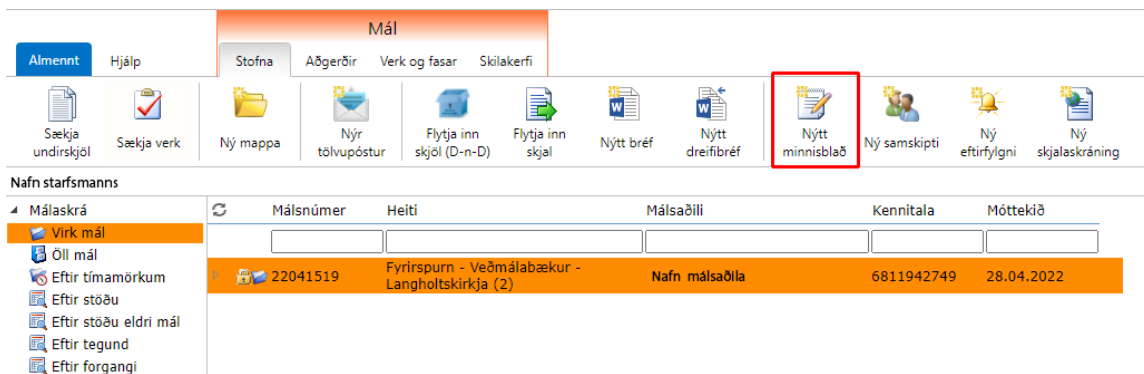 Mál
Almennt Hjálp Stofna Aðgerðir Verk og fasar Skilakerfi
Sækja undirskjöl
Sækja verk
Ný mappa
Nýr tölvupóstur
Flytja inn skjöl (D-n-D)
Flytja inn skjal
Nýtt bréf
Nýtt dreifibréf
Nýtt minnisblað
Ný samskipti
Ný eftirfylgni
Ný skjalaskráning
Nafn starfsmanns
Málaskrá
Virk mál
Öll mál
Eftir tímamörkum
Eftir stöðu
Eftir stöðu eldri mál
Eftir tegund
Eftir forgangi
Málsnúmer Heiti Málsaðili Kennitala Móttekið
22041519 Fyrirspurn - Veðmálabækur - Langholtskirkja (2) Nafn málsaðila 6811942749 28.04.2022